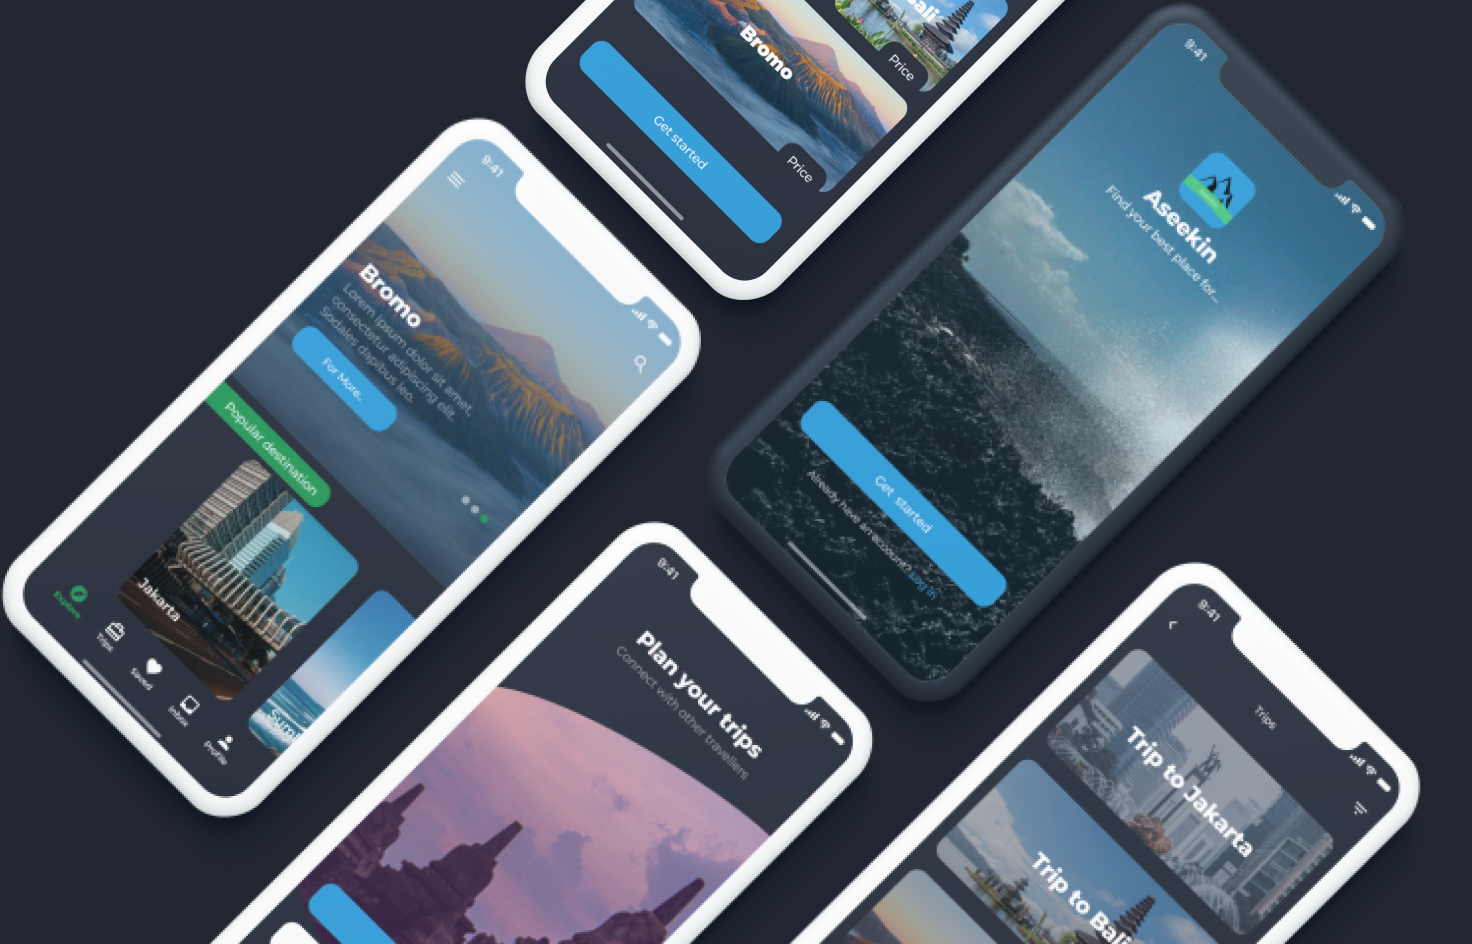 Bali
Bromo
Price
Price
Get started
9:41
Bromo
Lorem ipsum dolor sit amet,
consectetur adipiscing elit.
Sodales dapibus leo.
For More..
Popular destination
Jakarta
Explore
Trips
Saved
Inbox
Profile
9:41
Aseekin
Find your best place for...
Get started
Already have an account? Log in
9:41
Plan your trips
Connect with other travellers
9:41
Trips
Trip to Jakarta
Trip to Bali